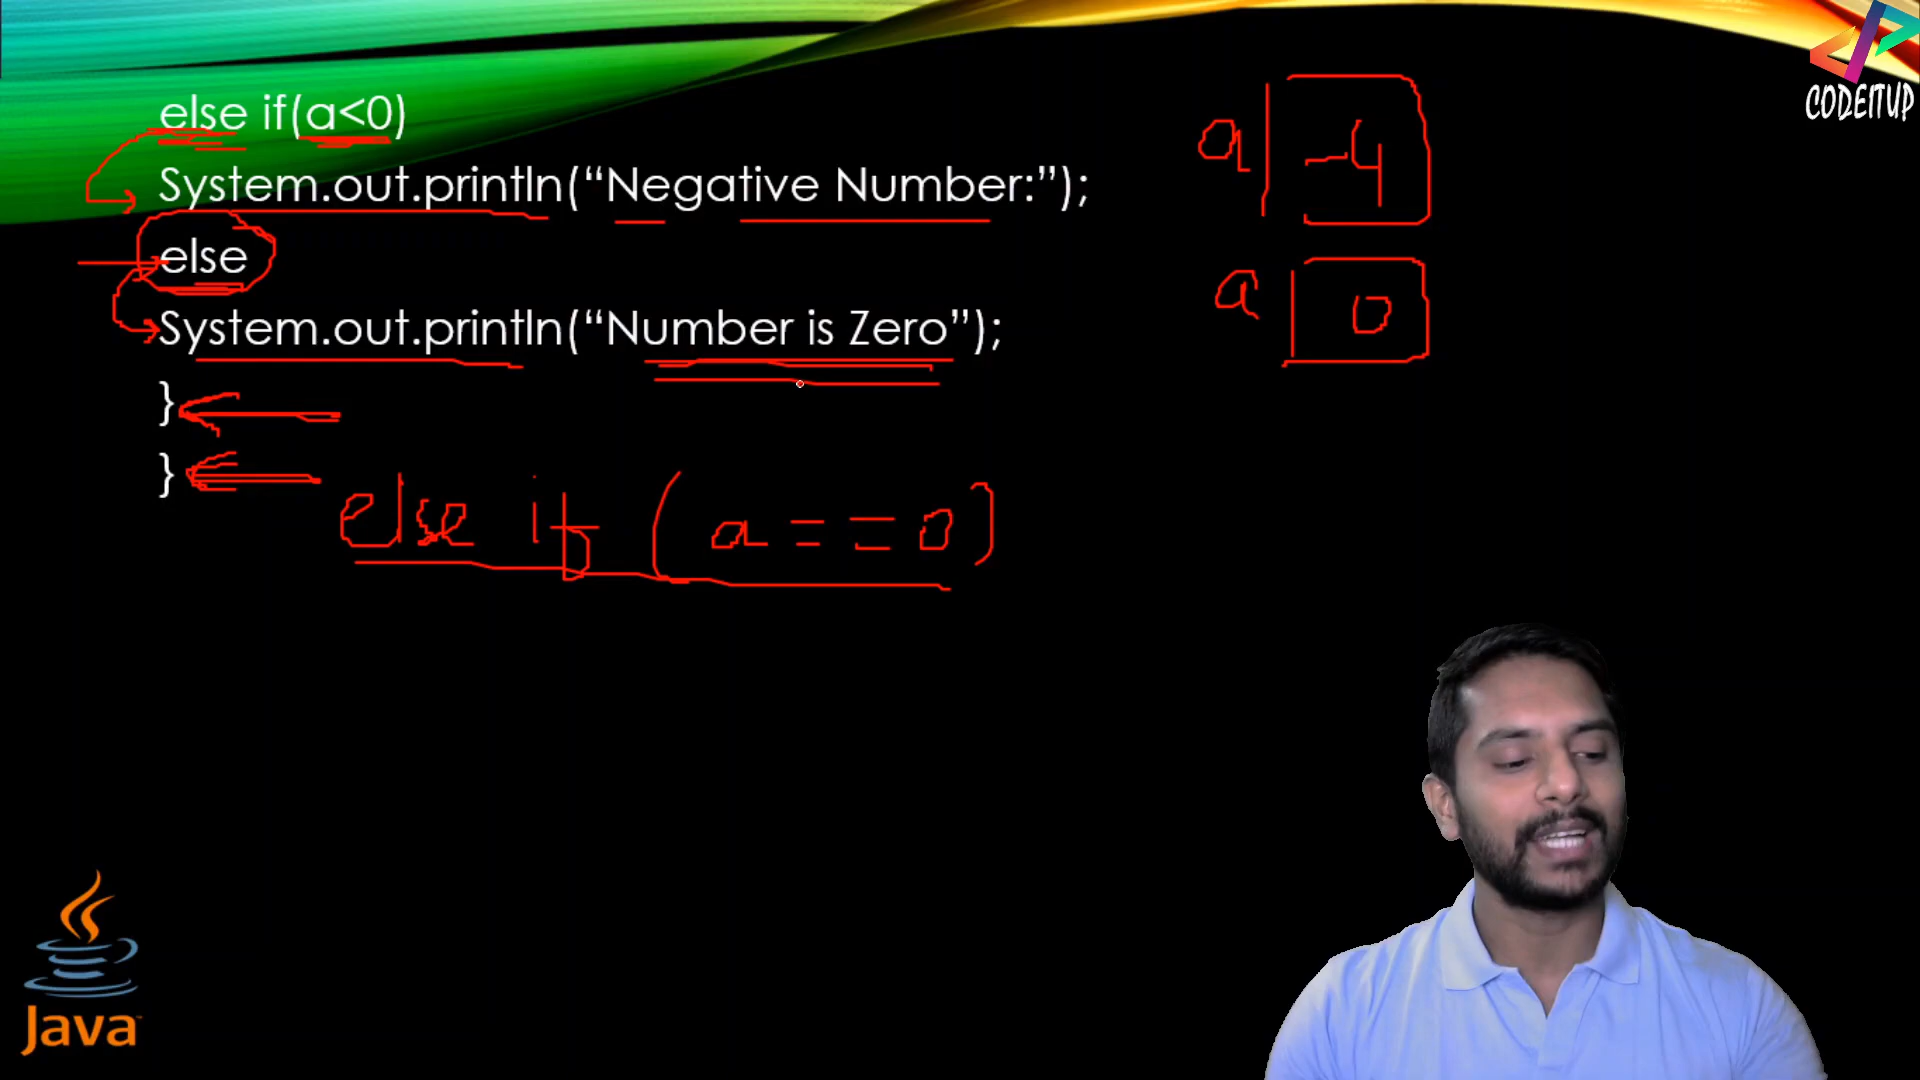 CODEITUP
else if(a<0)
System.out.println(“Negative Number:”);
else
System.out.println(“Number is Zero”);
}
}
else if (a==0)
a -4
a 0
Java